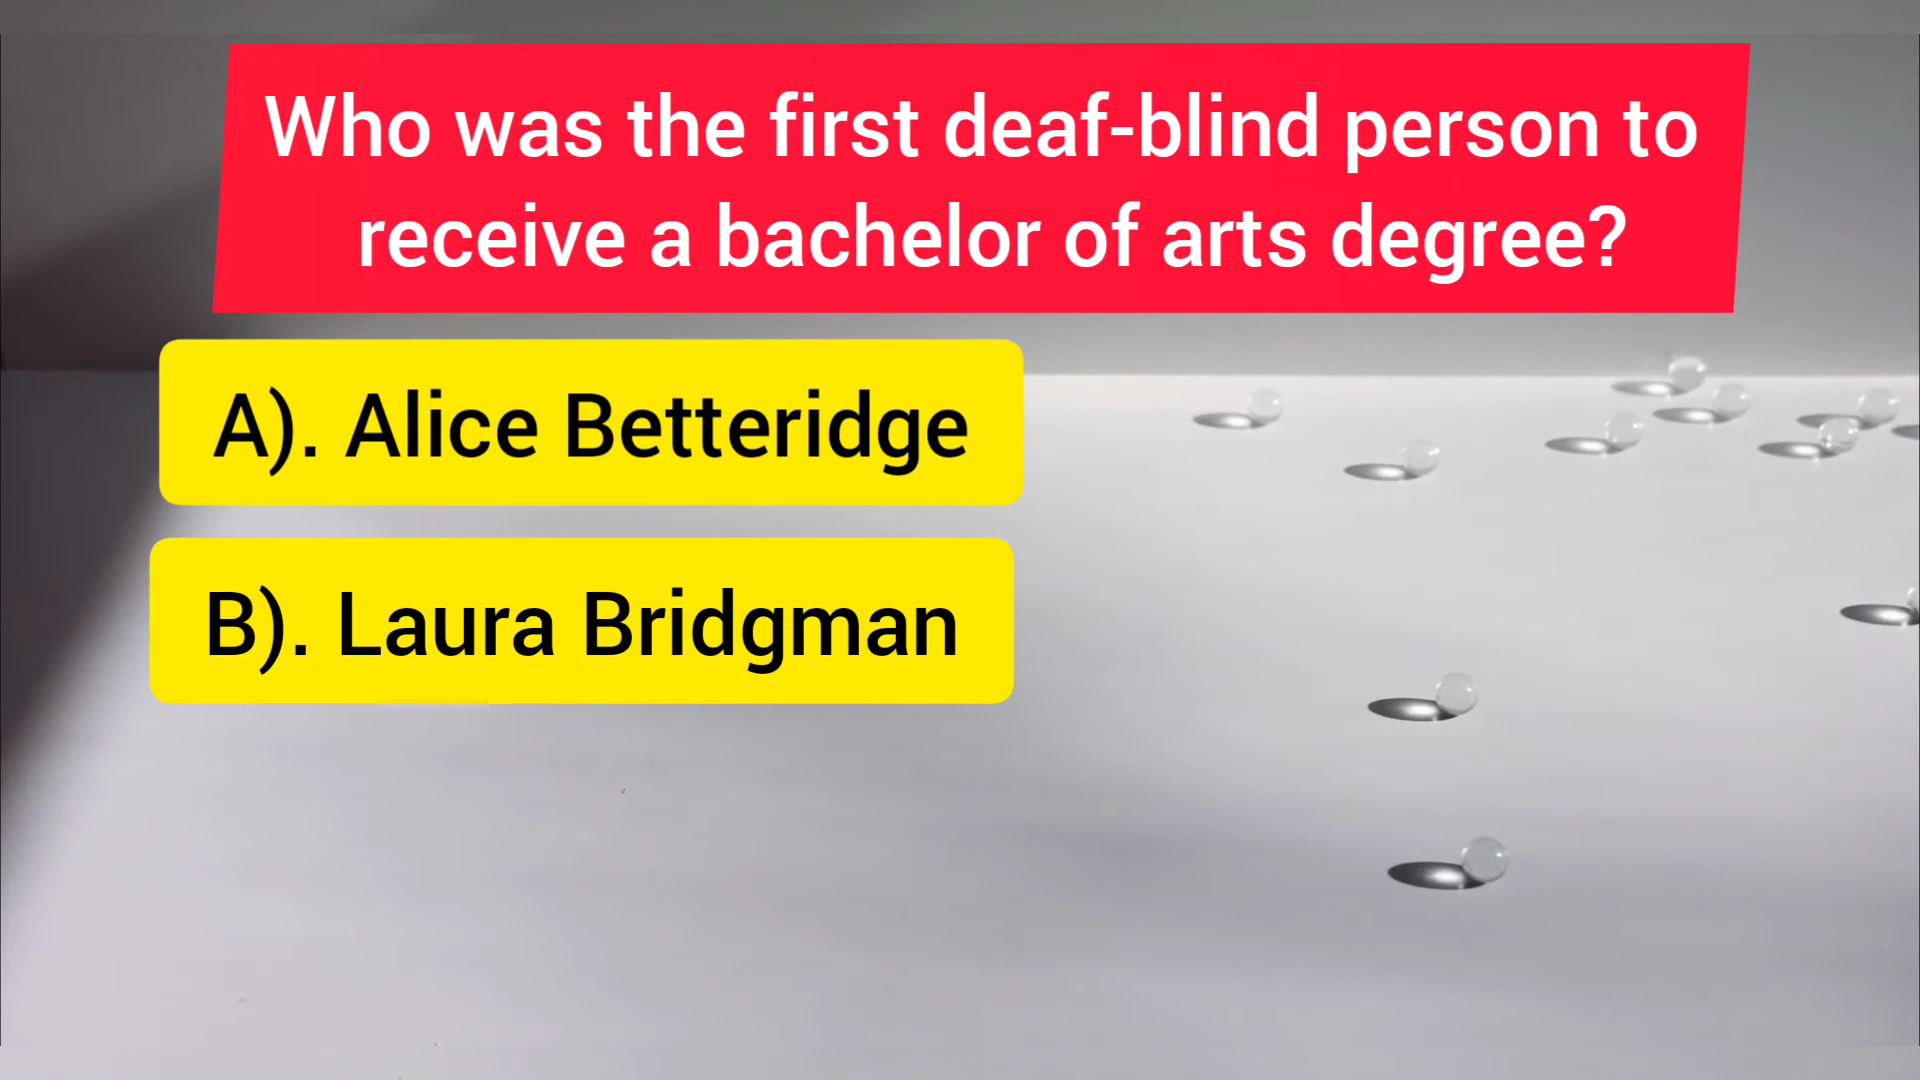 Who was the first deaf-blind person to
receive a bachelor of arts degree?
A). Alice Betteridge
B). Laura Bridgman